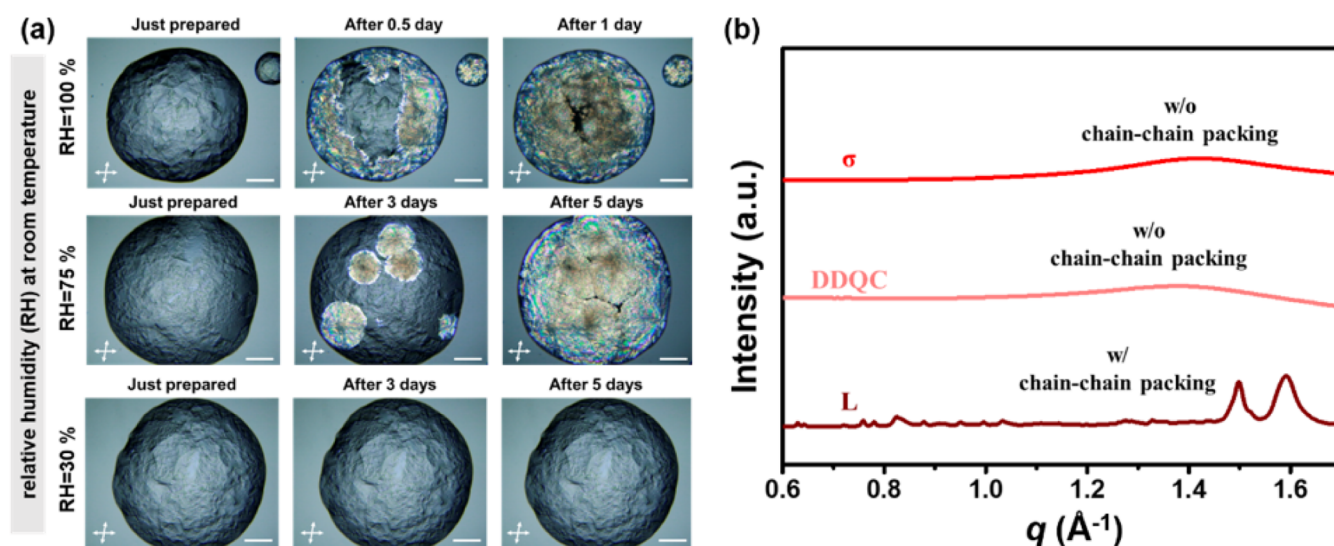 (a)
Just prepared
After 0.5 day
After 1 day
relative humidity (RH) at room temperature
RH=100 %
Just prepared
After 3 days
After 5 days
RH=75 %
Just prepared
After 3 days
After 5 days
RH=30 %
(b)
Intensity (a.u.)
w/o
chain-chain packing
σ
w/o
chain-chain packing
DDQC
w/
chain-chain packing
L
0.6 0.8 1.0 1.2 1.4 1.6
q (Å⁻¹)